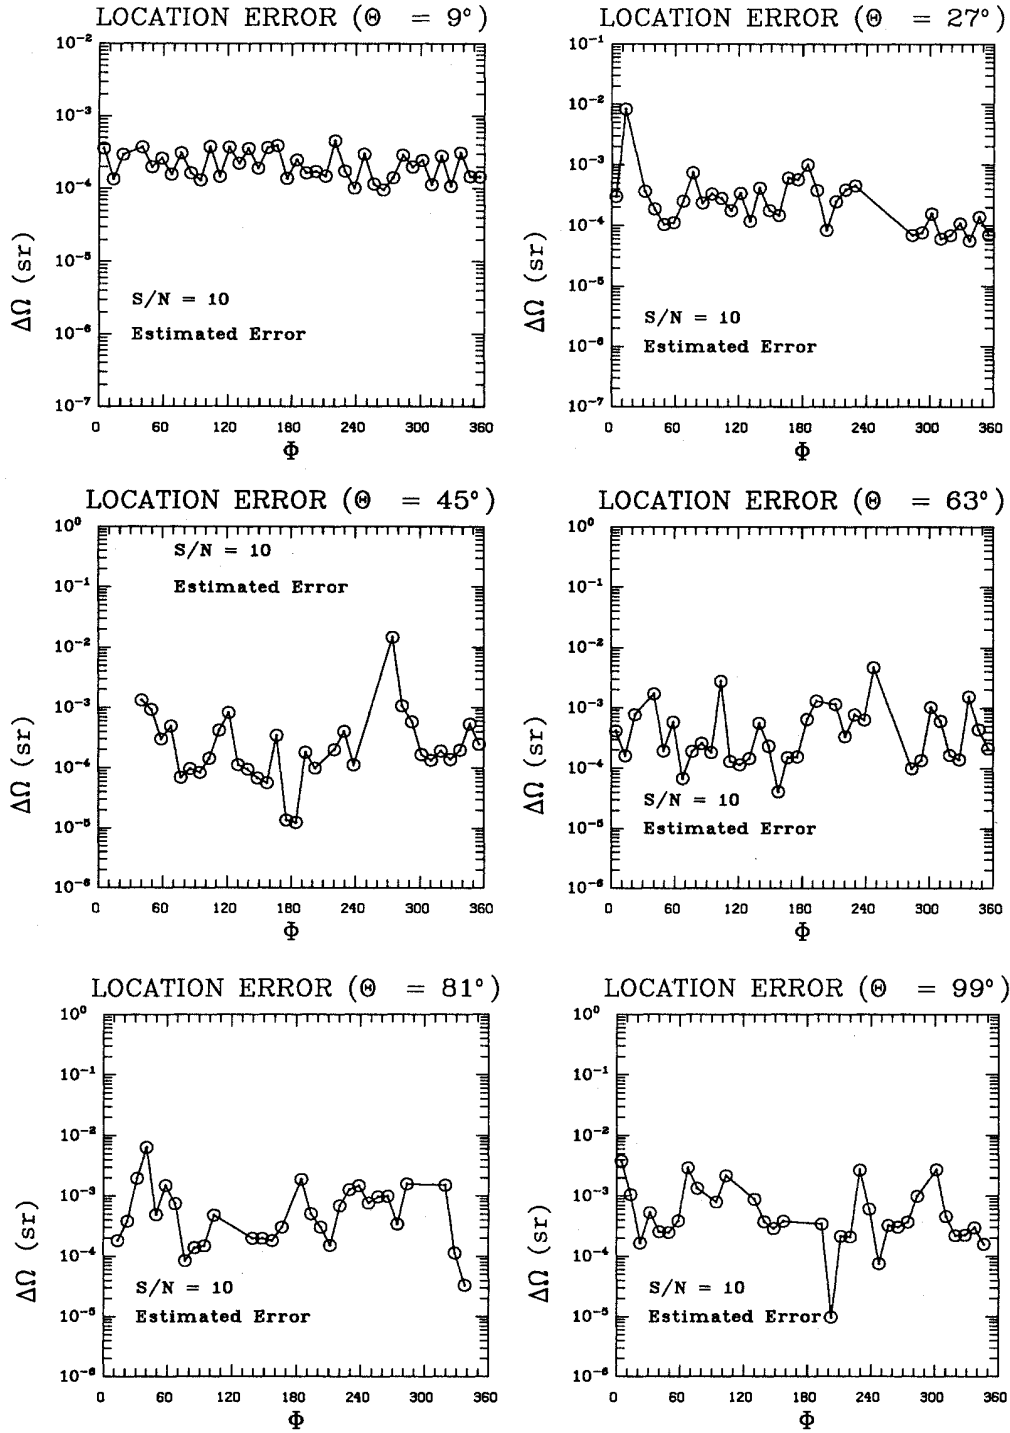 LOCATION ERROR (Θ = 9°)
10⁻²
10⁻³
10⁻⁴
10⁻⁵
10⁻⁶
10⁻⁷
ΔΩ (sr)
S/N = 10
Estimated Error
0 60 120 180 240 300 360
Φ
LOCATION ERROR (Θ = 27°)
10⁻¹
10⁻²
10⁻³
10⁻⁴
10⁻⁵
10⁻⁶
10⁻⁷
ΔΩ (sr)
S/N = 10
Estimated Error
0 60 120 180 240 300 360
Φ
LOCATION ERROR (Θ = 45°)
10⁰
10⁻¹
10⁻²
10⁻³
10⁻⁴
10⁻⁵
10⁻⁶
ΔΩ (sr)
S/N = 10
Estimated Error
0 60 120 180 240 300 360
Φ
LOCATION ERROR (Θ = 63°)
10⁰
10⁻¹
10⁻²
10⁻³
10⁻⁴
10⁻⁵
10⁻⁶
ΔΩ (sr)
S/N = 10
Estimated Error
0 60 120 180 240 300 360
Φ
LOCATION ERROR (Θ = 81°)
10⁰
10⁻¹
10⁻²
10⁻³
10⁻⁴
10⁻⁵
10⁻⁶
ΔΩ (sr)
S/N = 10
Estimated Error
0 60 120 180 240 300 360
Φ
LOCATION ERROR (Θ = 99°)
10⁰
10⁻¹
10⁻²
10⁻³
10⁻⁴
10⁻⁵
10⁻⁶
ΔΩ (sr)
S/N = 10
Estimated Error
0 60 120 180 240 300 360
Φ